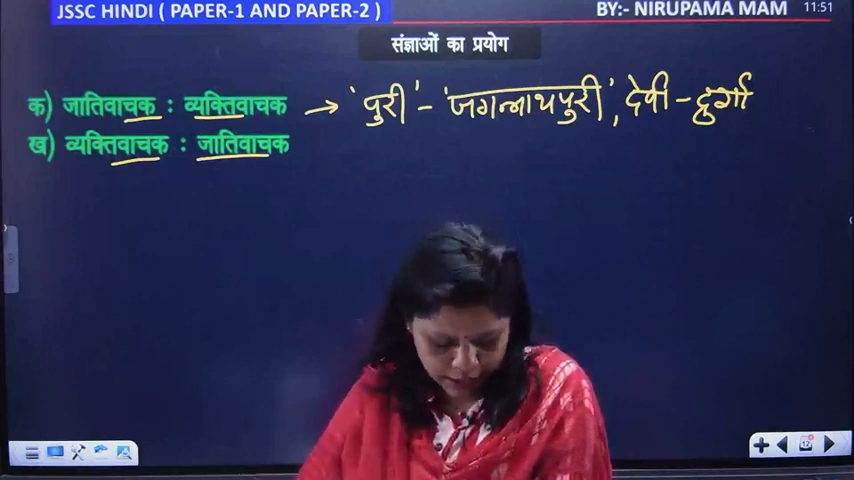 JSSC HINDI ( PAPER-1 AND PAPER-2 )
BY:- NIRUPAMA MAM
11:51
संज्ञाओं का प्रयोग
क) जातिवाचक : व्यक्तिवाचक → 'पुरी' - 'जगन्नाथपुरी', देवी - दुर्गा
ख) व्यक्तिवाचक : जातिवाचक
12